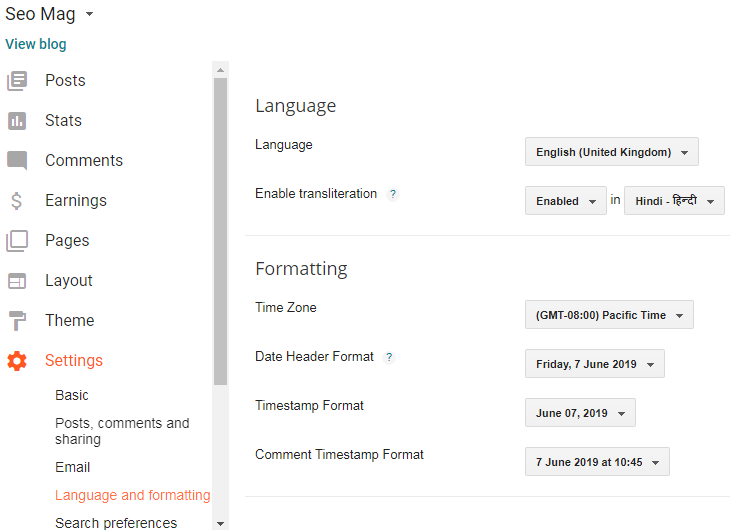 Seo Mag
View blog
Posts
Stats
Comments
Earnings
Pages
Layout
Theme
Settings
Basic
Posts, comments and
sharing
Email
Language and formatting
Search preferences
Language
Language English (United Kingdom)
Enable transliteration ? Enabled in Hindi - हिन्दी
Formatting
Time Zone (GMT-08:00) Pacific Time
Date Header Format ? Friday, 7 June 2019
Timestamp Format June 07, 2019
Comment Timestamp Format 7 June 2019 at 10:45